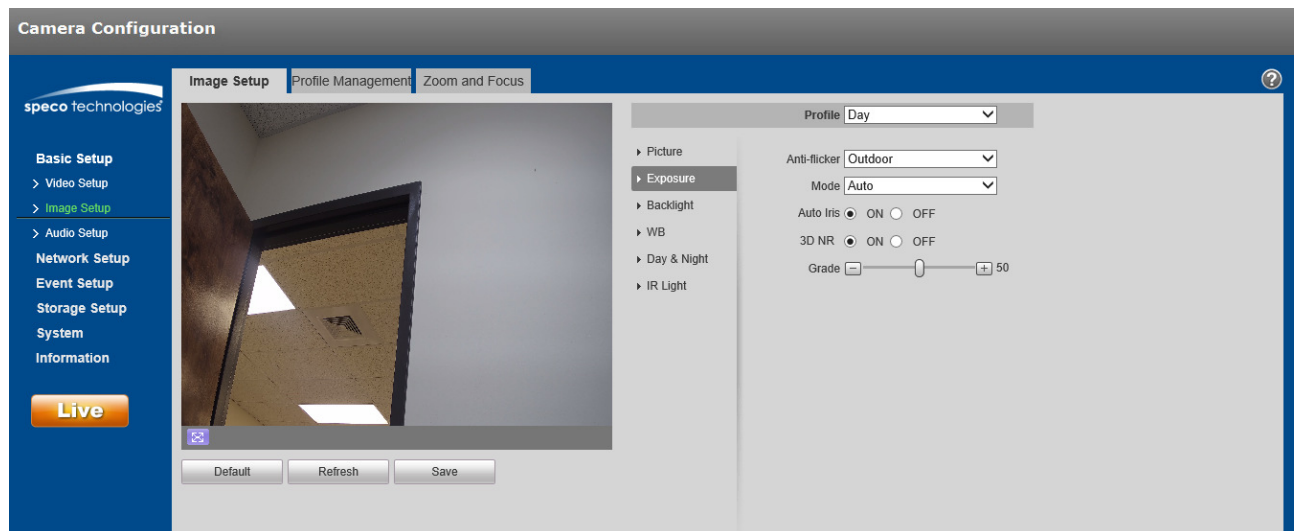 Camera Configuration
speco technologies
Basic Setup
> Video Setup
> Image Setup
> Audio Setup
Network Setup
Event Setup
Storage Setup
System
Information
Live
Image Setup Profile Management Zoom and Focus ?
Default Refresh Save
Picture
Exposure
Backlight
WB
Day & Night
IR Light
Profile Day
Anti-flicker Outdoor
Mode Auto
Auto Iris ON OFF
3D NR ON OFF
Grade - + 50